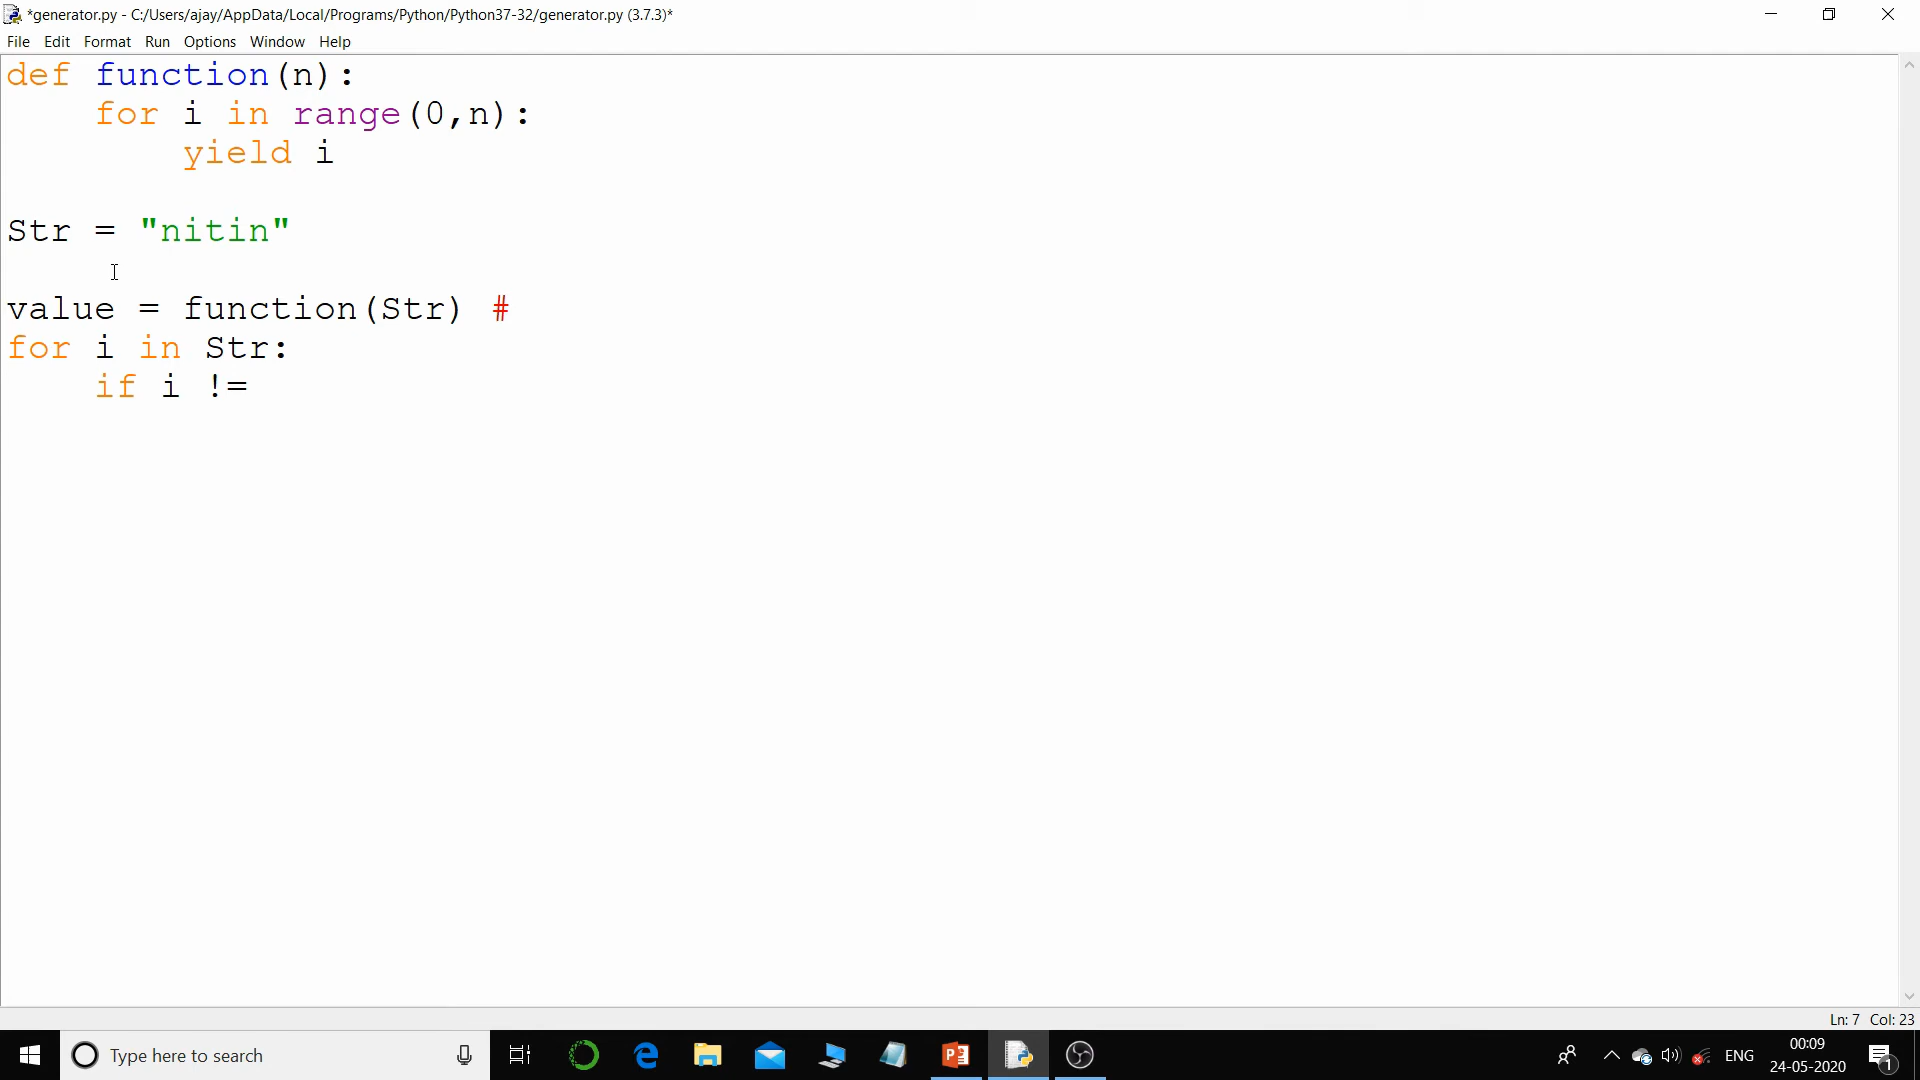 *generator.py - C:/Users/ajay/AppData/Local/Programs/Python/Python37-32/generator.py (3.7.3)*
File Edit Format Run Options Window Help
def function(n):
    for i in range(0,n):
        yield i
Str = "nitin"
value = function(Str) #
for i in Str:
    if i !=
Ln: 7 Col: 23
Type here to search
ENG
00:09
24-05-2020
1